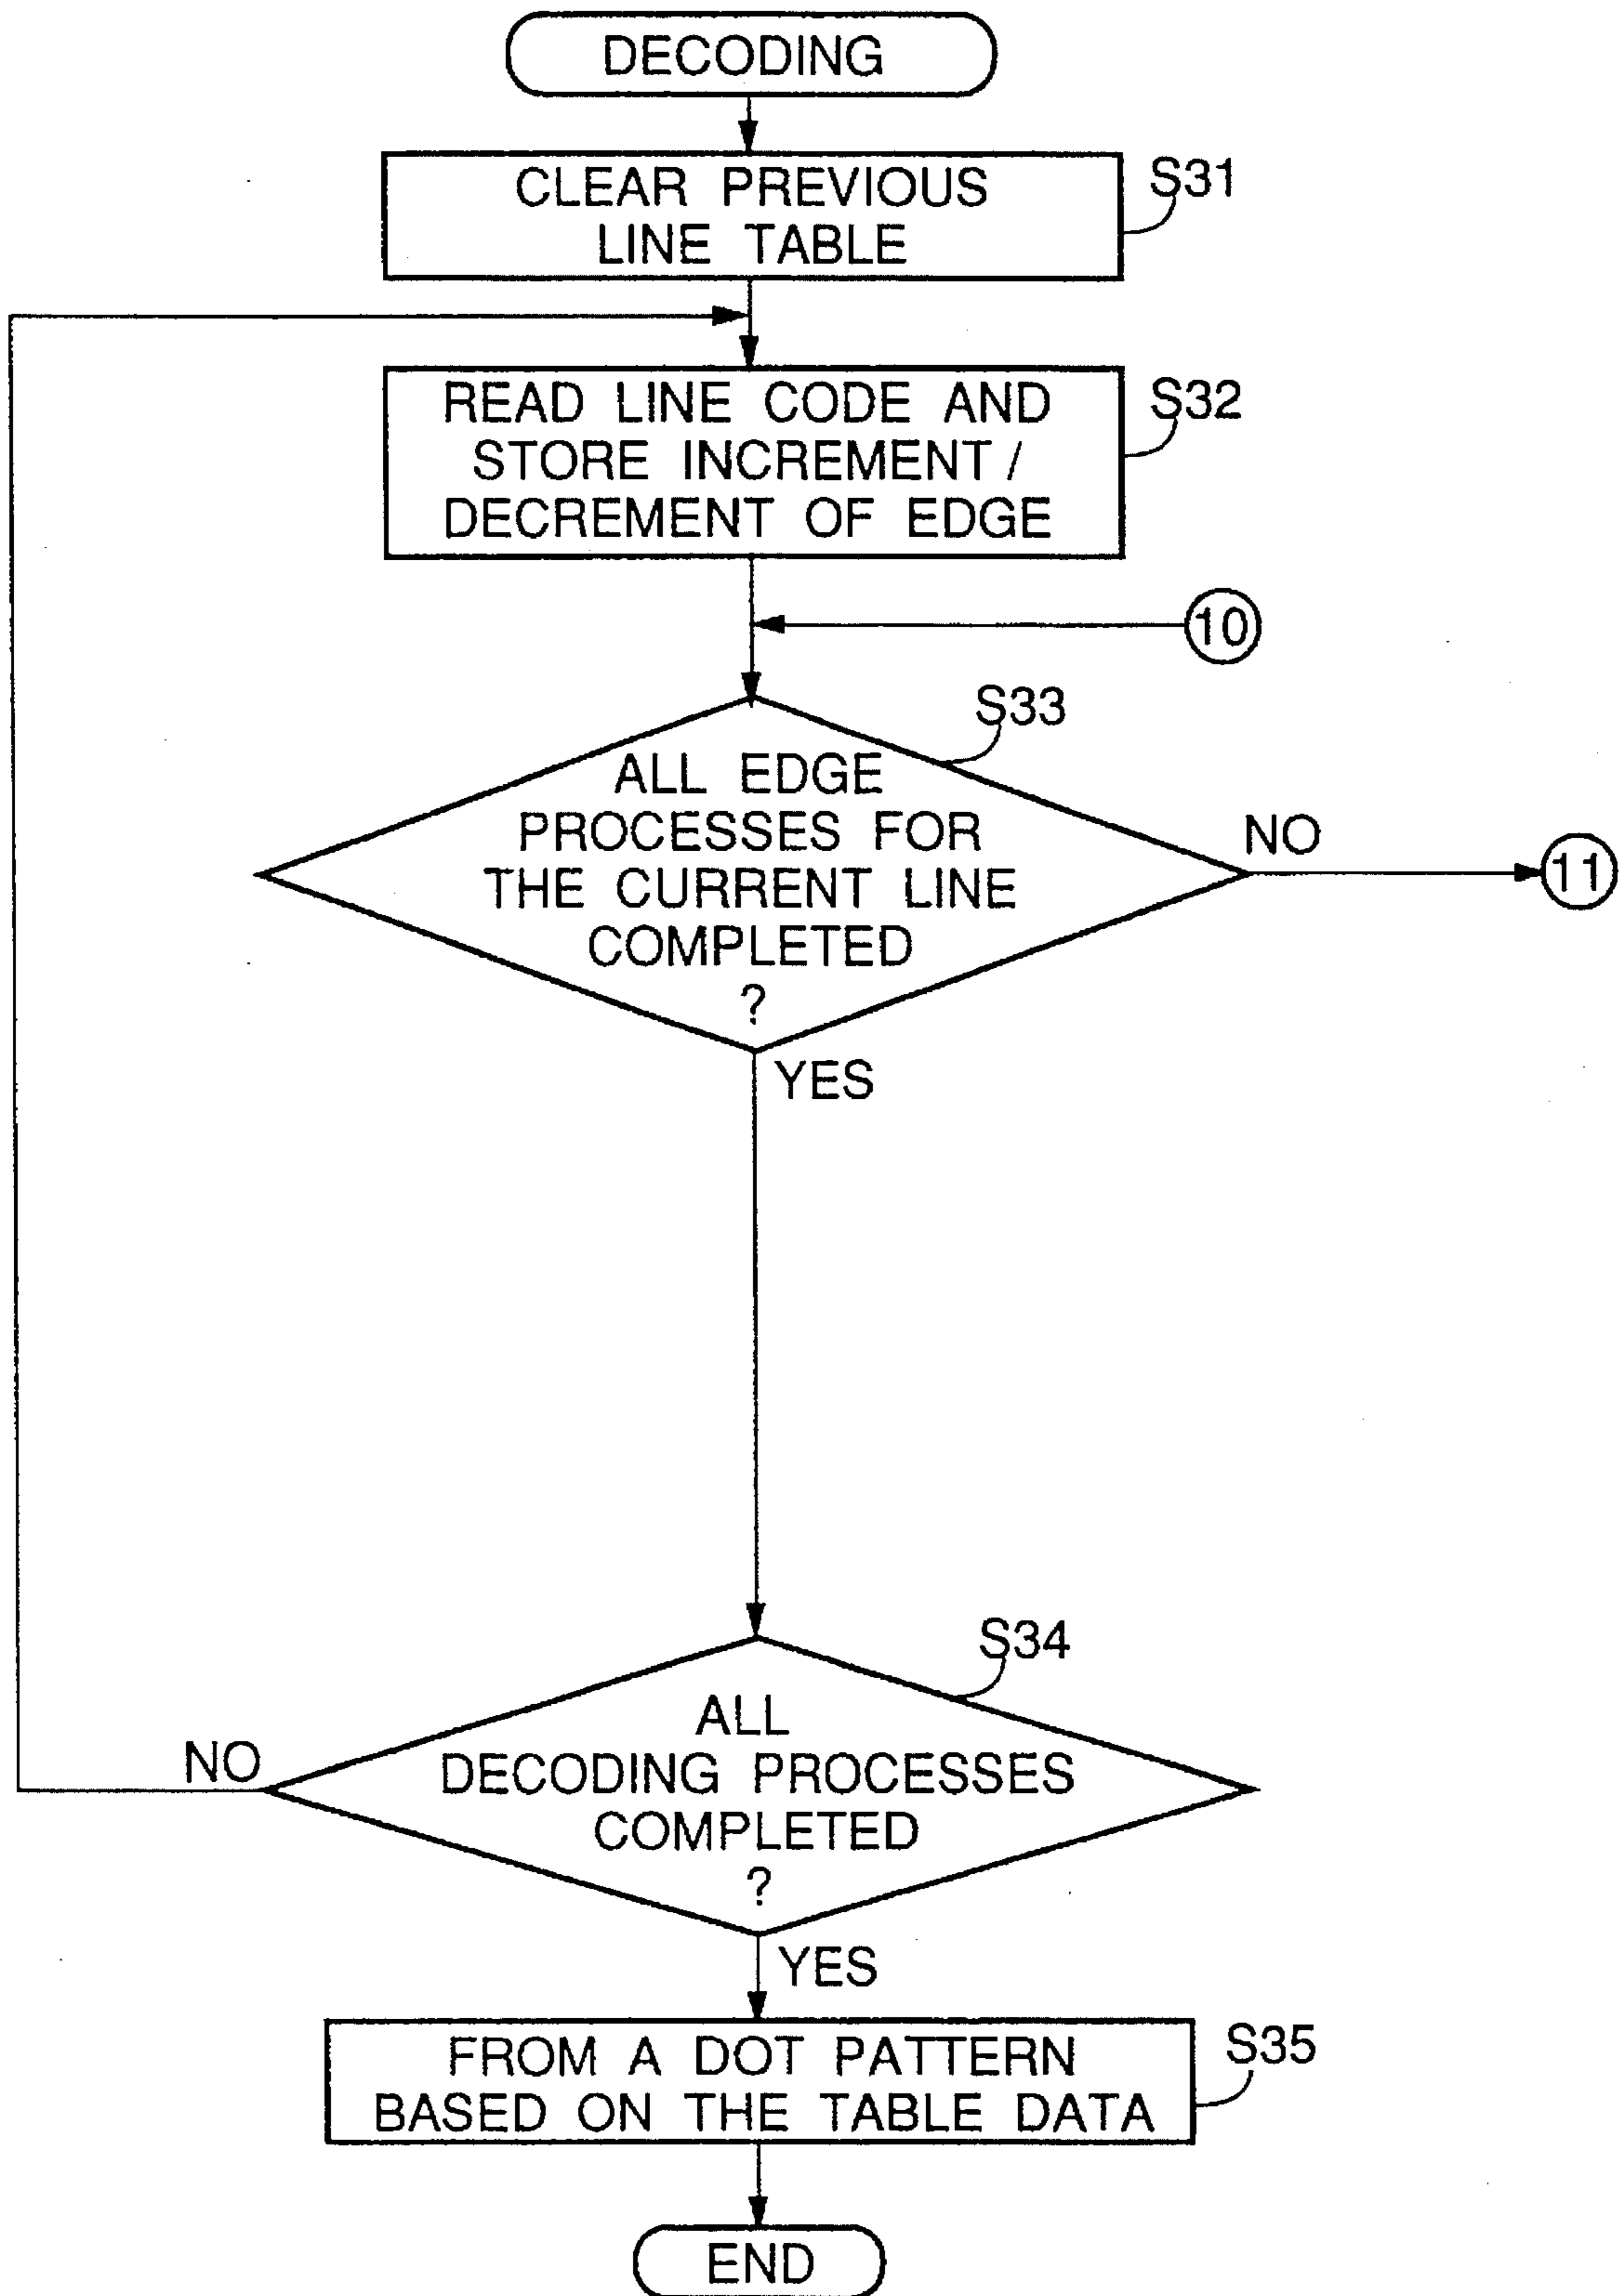 DECODING
CLEAR PREVIOUS
LINE TABLE
S31
READ LINE CODE AND
STORE INCREMENT /
DECREMENT OF EDGE
S32
10
S33
ALL EDGE
PROCESSES FOR
THE CURRENT LINE
COMPLETED
?
NO
11
YES
S34
ALL
DECODING PROCESSES
COMPLETED
?
NO
YES
FROM A DOT PATTERN
BASED ON THE TABLE DATA
S35
END